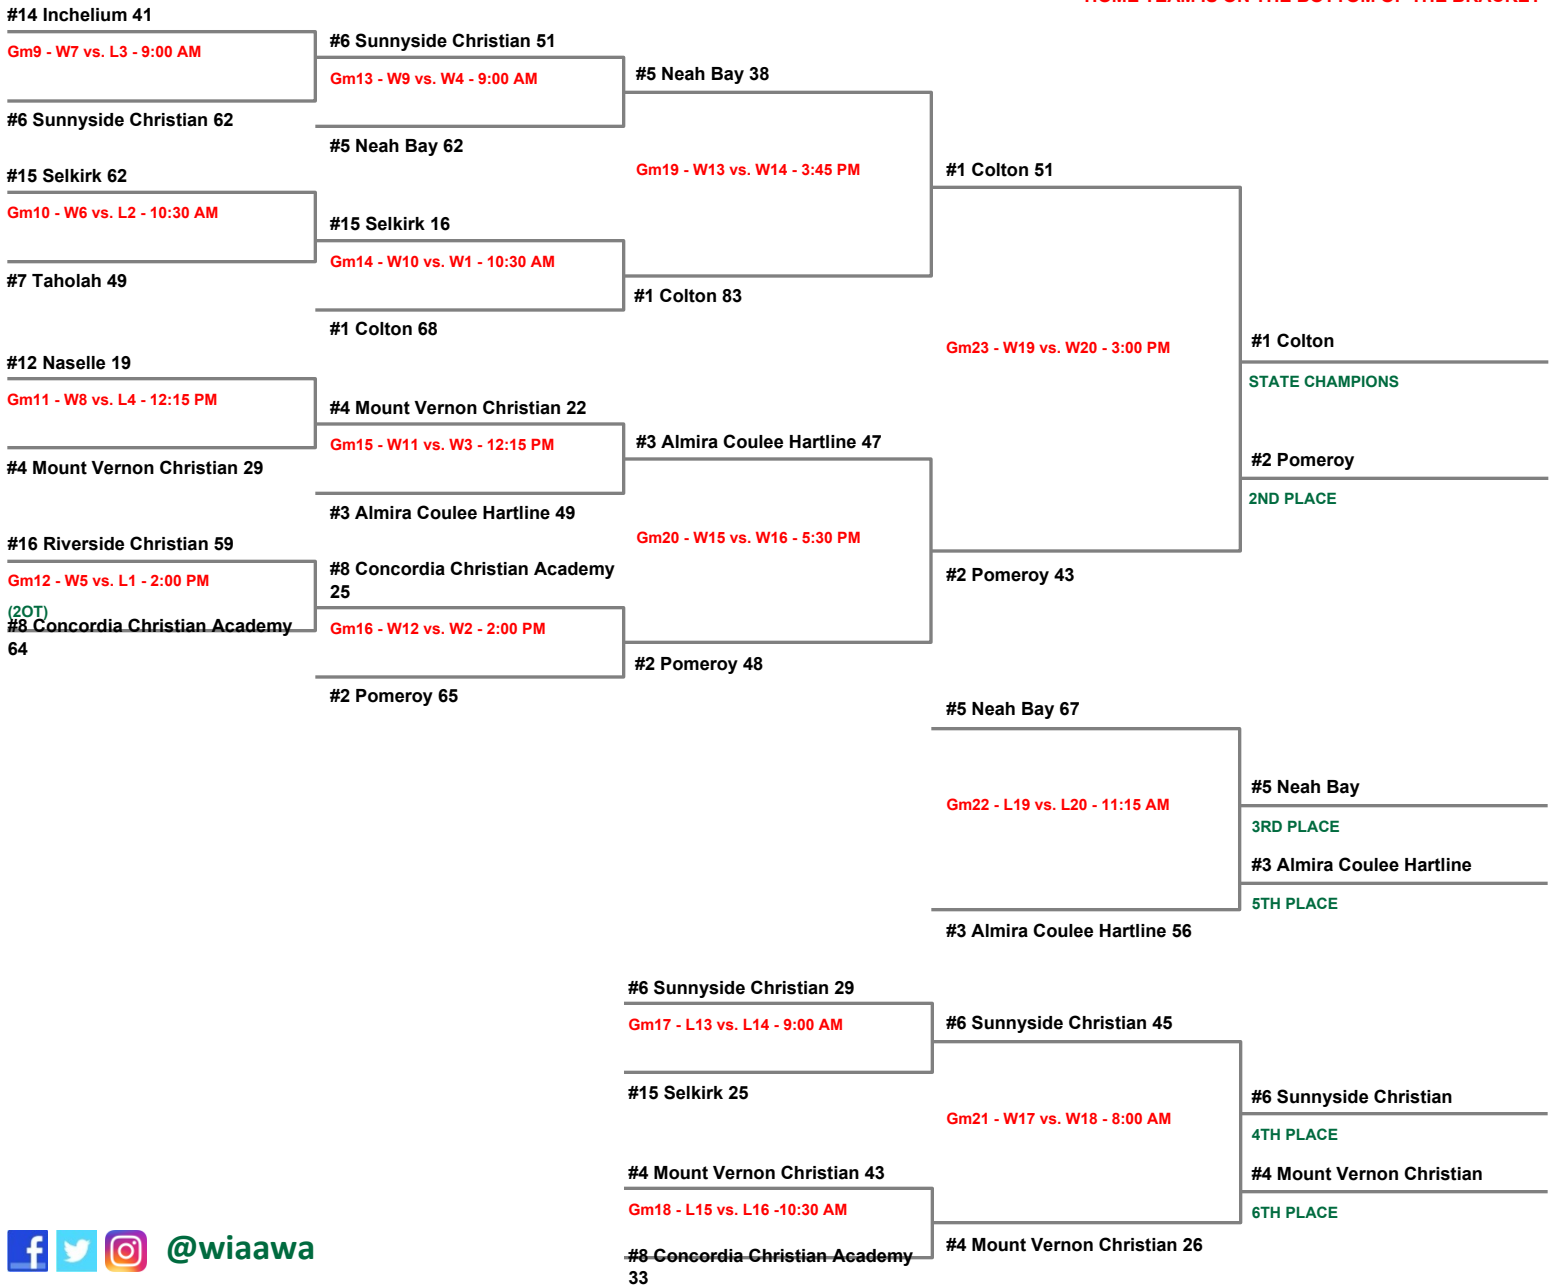 #14 Inchelium 41
Gm9 - W7 vs. L3 - 9:00 AM
#6 Sunnyside Christian 62
#15 Selkirk 62
Gm10 - W6 vs. L2 - 10:30 AM
#7 Taholah 49
#12 Naselle 19
Gm11 - W8 vs. L4 - 12:15 PM
#4 Mount Vernon Christian 29
#16 Riverside Christian 59
Gm12 - W5 vs. L1 - 2:00 PM
(2OT)
#8 Concordia Christian Academy
64
#6 Sunnyside Christian 51
Gm13 - W9 vs. W4 - 9:00 AM
#5 Neah Bay 62
#15 Selkirk 16
Gm14 - W10 vs. W1 - 10:30 AM
#1 Colton 68
#4 Mount Vernon Christian 22
Gm15 - W11 vs. W3 - 12:15 PM
#3 Almira Coulee Hartline 49
#8 Concordia Christian Academy
25
Gm16 - W12 vs. W2 - 2:00 PM
#2 Pomeroy 65
#5 Neah Bay 38
Gm19 - W13 vs. W14 - 3:45 PM
#1 Colton 83
#3 Almira Coulee Hartline 47
Gm20 - W15 vs. W16 - 5:30 PM
#2 Pomeroy 48
#1 Colton 51
Gm23 - W19 vs. W20 - 3:00 PM
#2 Pomeroy 43
#1 Colton
STATE CHAMPIONS
#2 Pomeroy
2ND PLACE
#5 Neah Bay 67
Gm22 - L19 vs. L20 - 11:15 AM
#3 Almira Coulee Hartline 56
#5 Neah Bay
3RD PLACE
#3 Almira Coulee Hartline
5TH PLACE
#6 Sunnyside Christian 29
Gm17 - L13 vs. L14 - 9:00 AM
#15 Selkirk 25
#4 Mount Vernon Christian 43
Gm18 - L15 vs. L16 -10:30 AM
#8 Concordia Christian Academy
33
#6 Sunnyside Christian 45
Gm21 - W17 vs. W18 - 8:00 AM
#4 Mount Vernon Christian 26
#6 Sunnyside Christian
4TH PLACE
#4 Mount Vernon Christian
6TH PLACE
@wiaawa